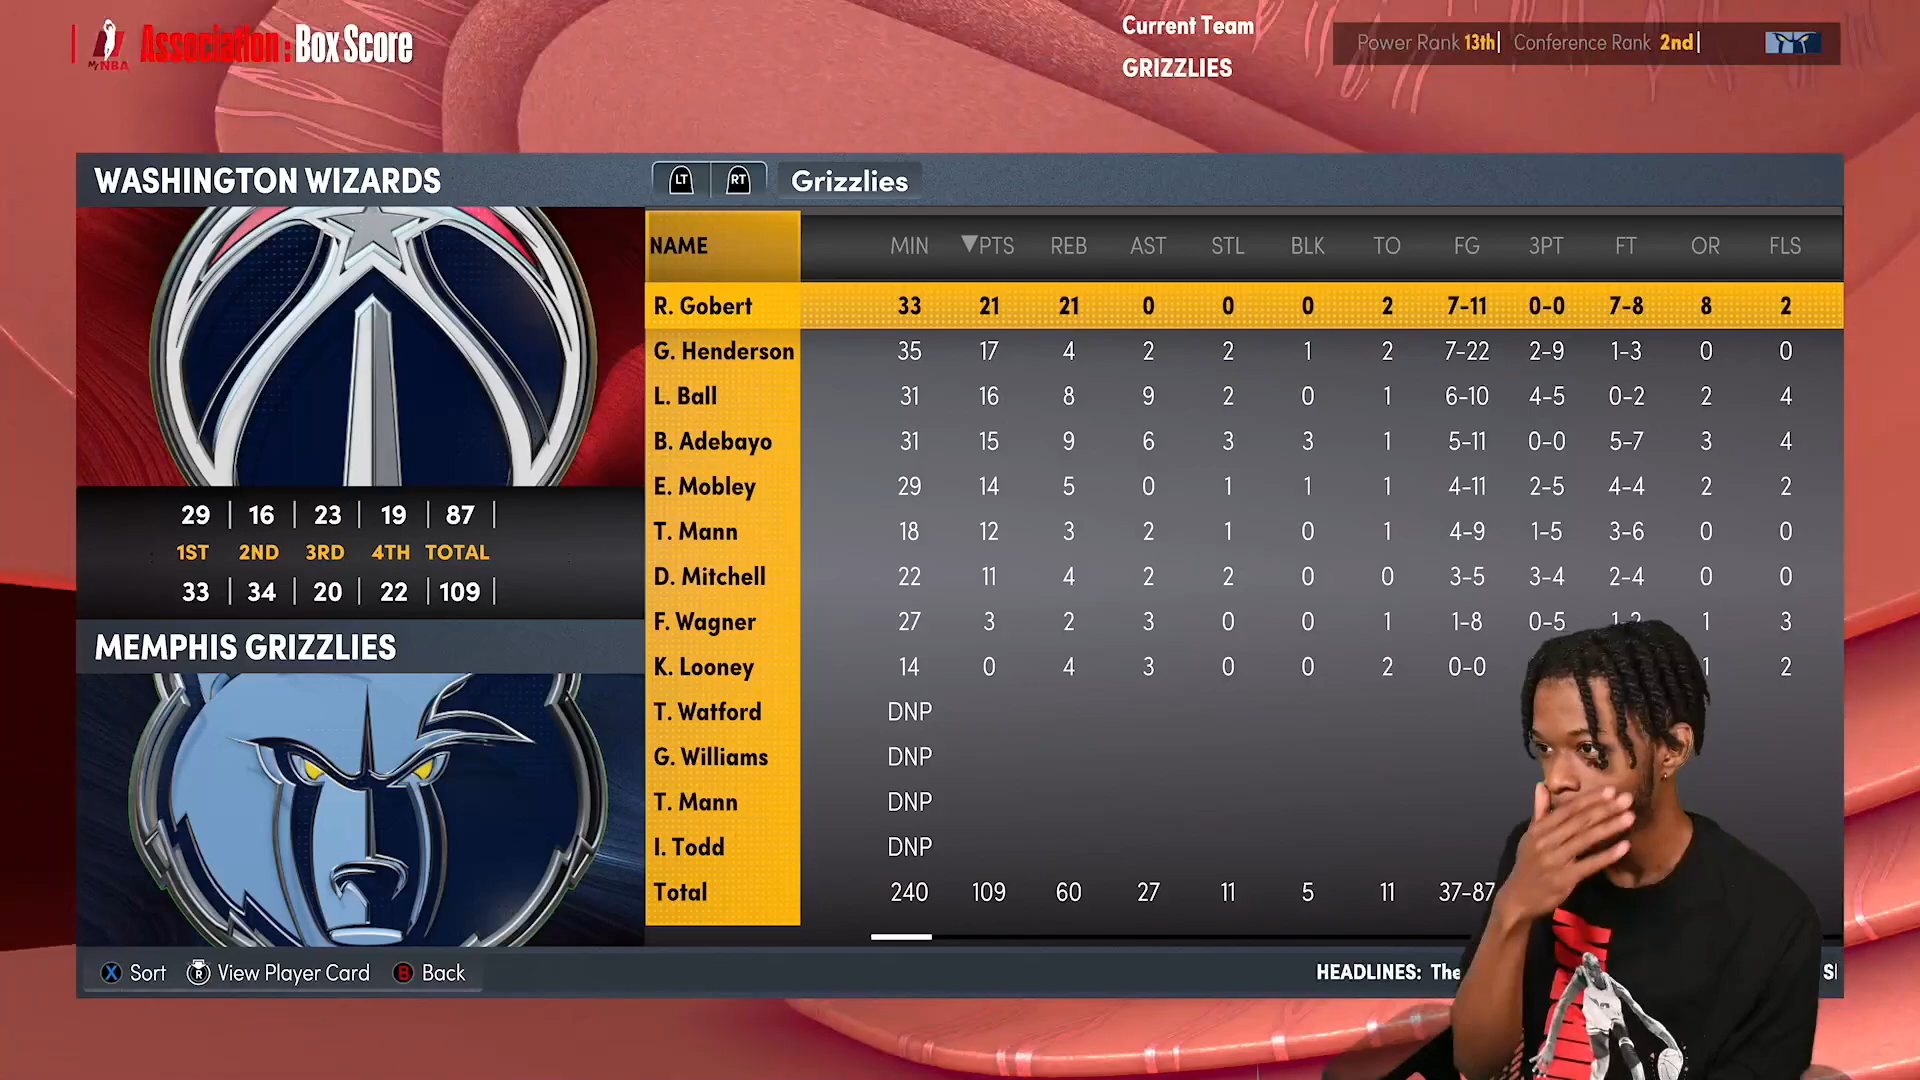 MyNBA
Association: Box Score
Current Team
GRIZZLIES
Power Rank 13th| Conference Rank 2nd|
WASHINGTON WIZARDS
LT RT Grizzlies
NAME MIN ▼PTS REB AST STL BLK TO FG 3PT FT OR FLS
R. Gobert 33 21 21 0 0 0 2 7-11 0-0 7-8 8 2
G. Henderson 35 17 4 2 2 1 2 7-22 2-9 1-3 0 0
L. Ball 31 16 8 9 2 0 1 6-10 4-5 0-2 2 4
B. Adebayo 31 15 9 6 3 3 1 5-11 0-0 5-7 3 4
E. Mobley 29 14 5 0 1 1 1 4-11 2-5 4-4 2 2
T. Mann 18 12 3 2 1 0 1 4-9 1-5 3-6 0 0
D. Mitchell 22 11 4 2 2 0 0 3-5 3-4 2-4 0 0
F. Wagner 27 3 2 3 0 0 1 1-8 0-5 1-2 1 3
K. Looney 14 0 4 3 0 0 2 0-0 1 2
T. Watford DNP
G. Williams DNP
T. Mann DNP
I. Todd DNP
Total 240 109 60 27 11 5 11 37-87
29 | 16 | 23 | 19 | 87 |
1ST 2ND 3RD 4TH TOTAL
33 | 34 | 20 | 22 | 109 |
MEMPHIS GRIZZLIES
X Sort R View Player Card B Back
HEADLINES: The